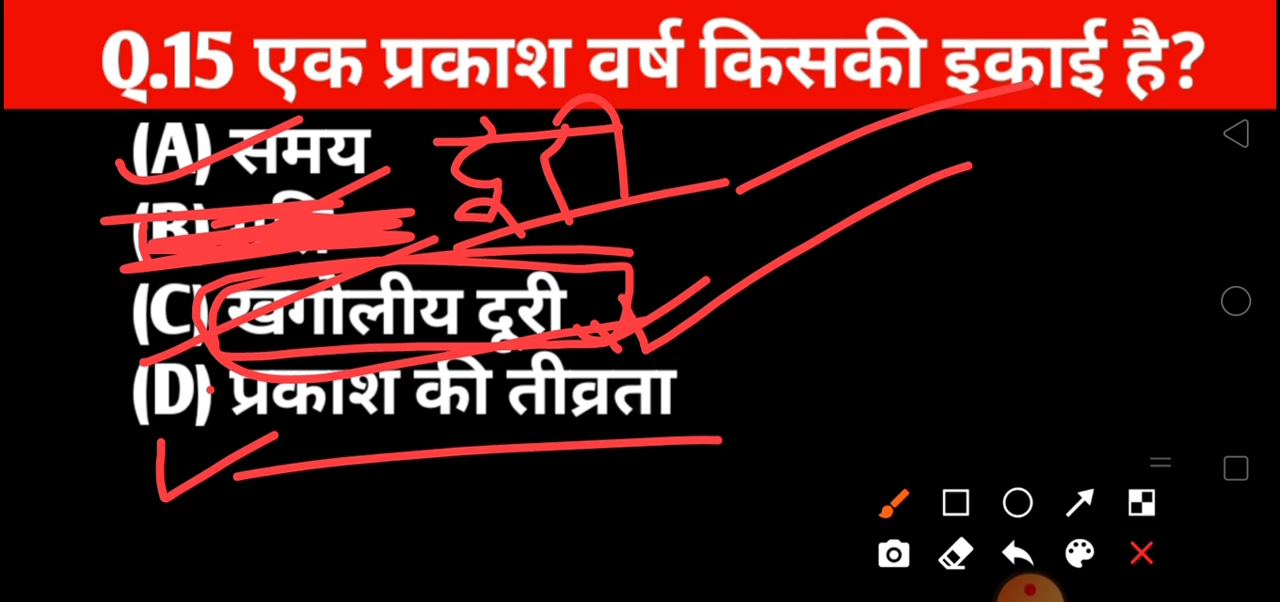 Q.15 एक प्रकाश वर्ष किसकी इकाई है?
(A) समय
(B)
(C) खगोलीय दूरी
(D) प्रकाश की तीव्रता